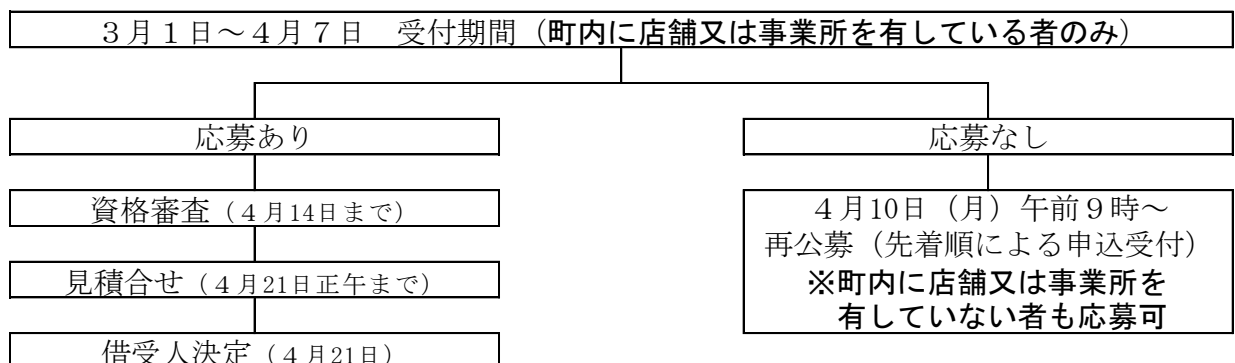 ３月１日～４月７日　受付期間（町内に店舗又は事業所を有している者のみ）
応募あり
応募なし
資格審査（４月14日まで）
見積合せ（４月21日正午まで）
借受人決定（４月21日）
４月10日（月）午前９時～
再公募（先着順による申込受付）
※町内に店舗又は事業所を
有していない者も応募可